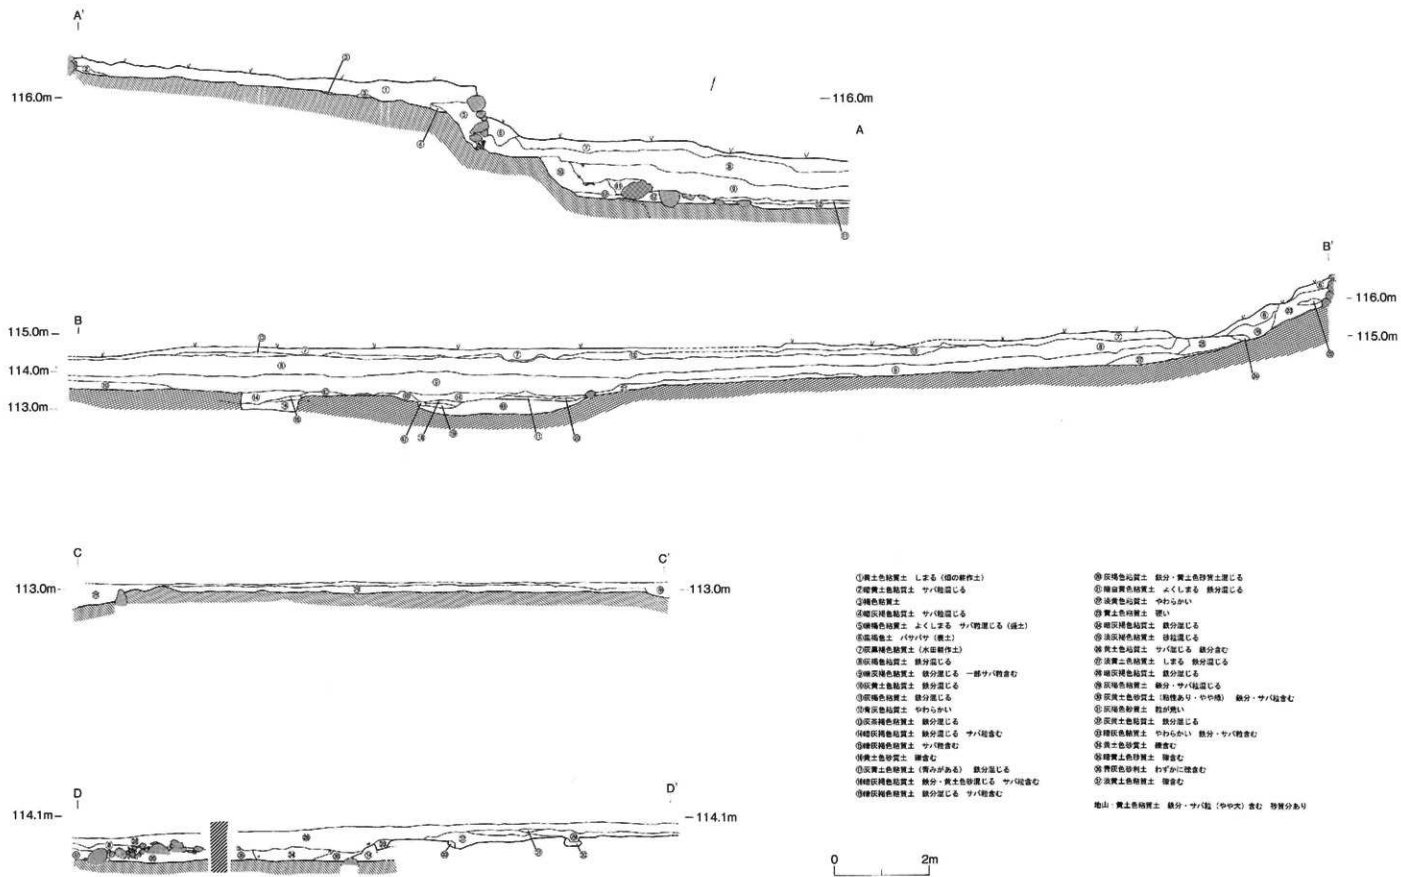 A'
116.0m
116.0m
A
B'
116.0m
115.0m
B
115.0m
114.0m
113.0m
C
C'
113.0m
113.0m
D
D'
114.1m
114.1m
①黄土色粘質土 しまる（畑の耕作土）
②暗黄土色粘質土 サバ粒混じる
③褐色粘質土
④暗灰褐色粘質土 サバ粒混じる
⑤暗褐色粘質土 よくしまる サバ粒混じる（盛土）
⑥黒褐色土 バサバサ（表土）
⑦灰黒褐色粘質土（水田耕作土）
⑧灰褐色粘質土 鉄分混じる
⑨暗灰褐色粘質土 鉄分混じる 一部サバ粒含む
⑩灰黄土色粘質土 鉄分混じる
⑪灰褐色粘質土 鉄分混じる
⑫青灰色粘質土 やわらかい
⑬灰茶褐色粘質土 鉄分混じる
⑭暗灰褐色粘質土 鉄分混じる サバ粒含む
⑮暗灰褐色粘質土 サバ粒含む
⑯黄土色砂質土 礫含む
⑰灰黄土色粘質土（青みがある） 鉄分混じる
⑱暗灰褐色粘質土 鉄分・黄土色砂混じる サバ粒含む
⑲暗灰褐色粘質土 鉄分混じる サバ粒含む
⑳灰褐色粘質土 鉄分・黄土色砂質土混じる
㉑暗白黄色粘質土 よくしまる 鉄分混じる
㉒淡黄色粘質土 やわらかい
㉓黄土色粘質土 硬い
㉔暗灰褐色粘質土 鉄分混じる
㉕淡灰褐色粘質土 砂粒混じる
㉖黄土色粘質土 サバ混じる 鉄分含む
㉗淡黄土色粘質土 しまる 鉄分混じる
㉘暗灰褐色粘質土 鉄分混じる
㉙灰褐色粘質土 鉄分・サバ粒混じる
㉚黄土色砂質土（粘性あり・やや 鉄分・サバ粒含む
㉛灰褐色砂質土 粒が荒い
㉜灰黄土色粘質土 鉄分混じる
㉝暗灰色粘質土 やわらかい 鉄分・サバ粒含む
㉞黄土色砂質土 礫含む
㉟暗黄土色砂質土 礫含む
㊱青灰色砂利土 わずかに礫含む
㊲淡黄土色粘質土 礫含む
地山：黄土色粘質土 鉄分・サバ粒（やや大）含む 砂質分あり
0 2m